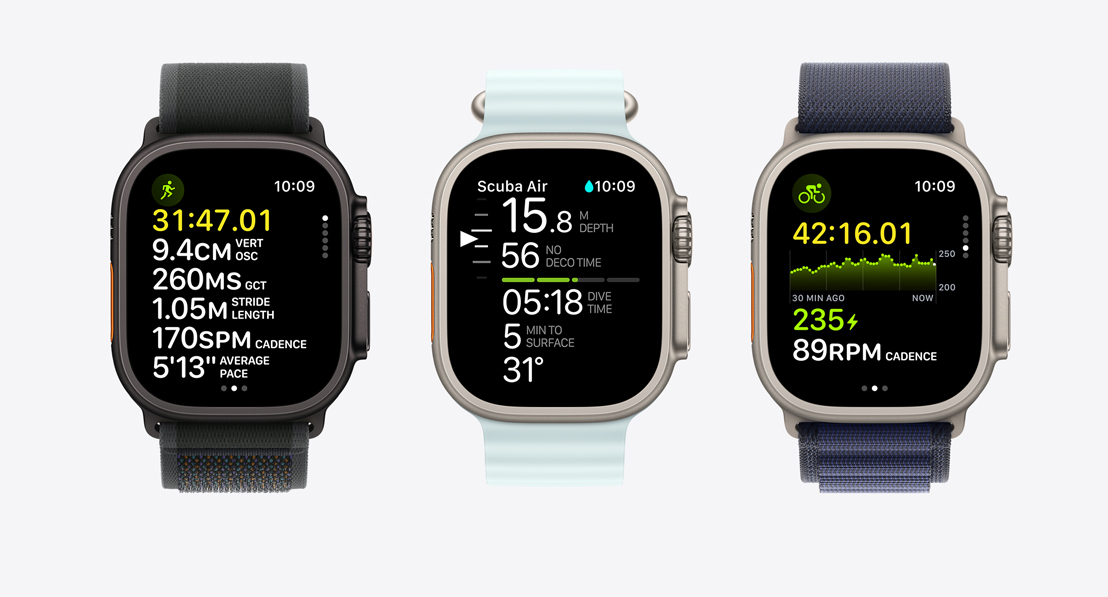 10:09
31:47.01
9.4CM VERT OSC
260MS GCT
1.05M STRIDE LENGTH
170SPM CADENCE
5'13" AVERAGE PACE
Scuba Air 10:09
15.8 M DEPTH
56 NO DECO TIME
05:18 DIVE TIME
5 MIN TO SURFACE
31°
10:09
42:16.01
250
200
30 MIN AGO NOW
235
89RPM CADENCE